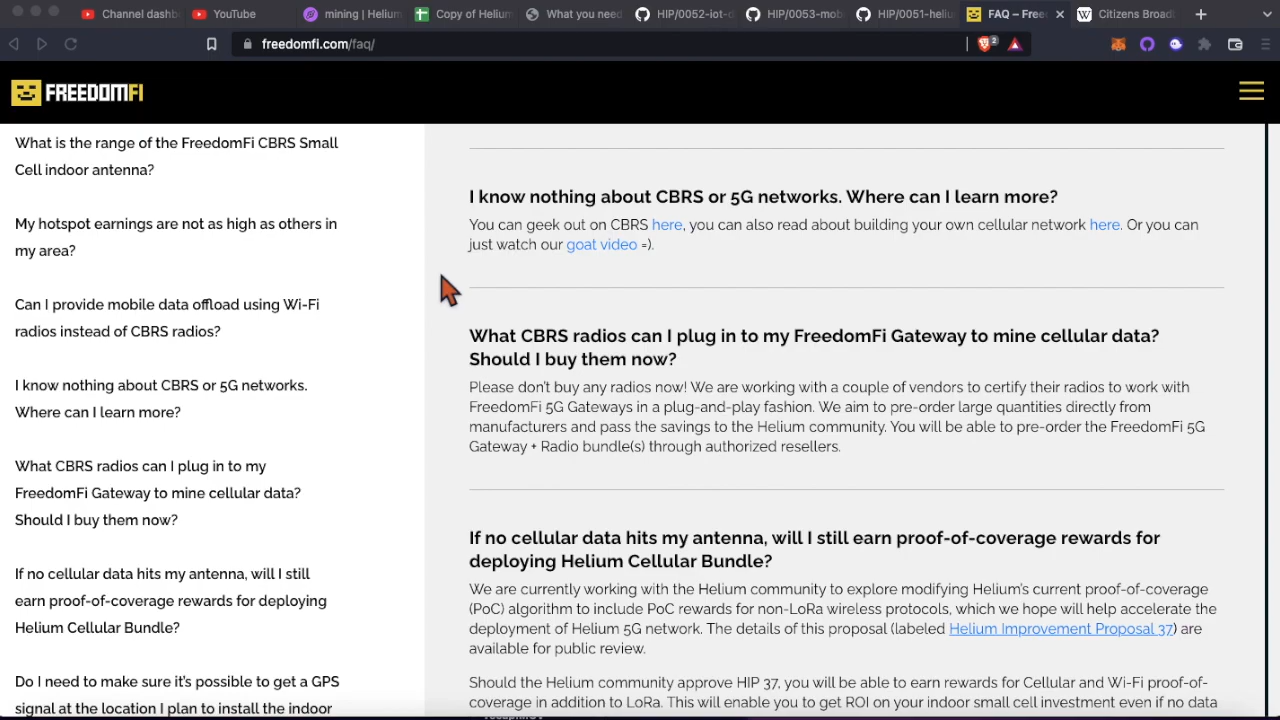 Channel dashb
YouTube
mining | Helium
Copy of Helium
What you need
HIP/0052-iot-d
HIP/0053-mob
HIP/0051-heliu
FAQ – Free
Citizens Broad
freedomfi.com/faq/
2
FREEDOMFI
What is the range of the FreedomFi CBRS Small
Cell indoor antenna?
My hotspot earnings are not as high as others in
my area?
Can I provide mobile data offload using Wi-Fi
radios instead of CBRS radios?
I know nothing about CBRS or 5G networks.
Where can I learn more?
What CBRS radios can I plug in to my
FreedomFi Gateway to mine cellular data?
Should I buy them now?
If no cellular data hits my antenna, will I still
earn proof-of-coverage rewards for deploying
Helium Cellular Bundle?
Do I need to make sure it's possible to get a GPS
signal at the location I plan to install the indoor
I know nothing about CBRS or 5G networks. Where can I learn more?
You can geek out on CBRS here, you can also read about building your own cellular network here. Or you can
just watch our goat video =).
What CBRS radios can I plug in to my FreedomFi Gateway to mine cellular data?
Should I buy them now?
Please don't buy any radios now! We are working with a couple of vendors to certify their radios to work with
FreedomFi 5G Gateways in a plug-and-play fashion. We aim to pre-order large quantities directly from
manufacturers and pass the savings to the Helium community. You will be able to pre-order the FreedomFi 5G
Gateway + Radio bundle(s) through authorized resellers.
If no cellular data hits my antenna, will I still earn proof-of-coverage rewards for
deploying Helium Cellular Bundle?
We are currently working with the Helium community to explore modifying Helium's current proof-of-coverage
(PoC) algorithm to include PoC rewards for non-LoRa wireless protocols, which we hope will help accelerate the
deployment of Helium 5G network. The details of this proposal (labeled Helium Improvement Proposal 37) are
available for public review.
Should the Helium community approve HIP 37, you will be able to earn rewards for Cellular and Wi-Fi proof-of-
coverage in addition to LoRa. This will enable you to get ROI on your indoor small cell investment even if no data